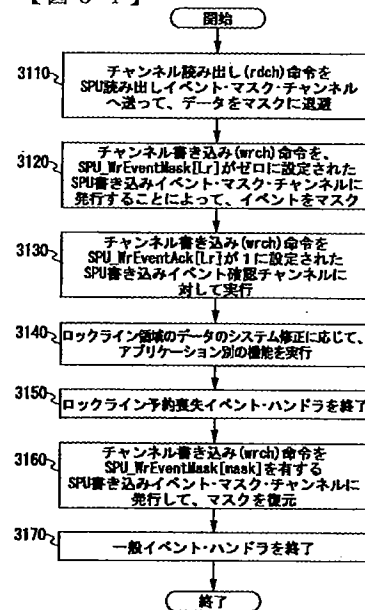 【図31】
開始
3110
チャンネル読み出し(rdch)命令を
SPU読み出しイベント・マスク・チャンネル
へ送って、データをマスクに退避
3120
チャンネル書き込み(wrch)命令を、
SPU_WrEventMask[Lr]がゼロに設定された
SPU書き込みイベント・マスク・チャンネルに
発行することによって、イベントをマスク
3130
チャンネル書き込み(wrch)命令を
SPU_WrEventAck[Lr]が1に設定された
SPU書き込みイベント確認チャンネルに
対して実行
3140
ロックライン領域のデータのシステム修正に応じて、
アプリケーション別の機能を実行
3150
ロックライン予約喪失イベント・ハンドラを終了
3160
チャンネル書き込み(wrch)命令を
SPU_WrEventMask[mask]を有する
SPU書き込みイベント・マスク・チャンネルに
発行して、マスクを復元
3170
一般イベント・ハンドラを終了
終了